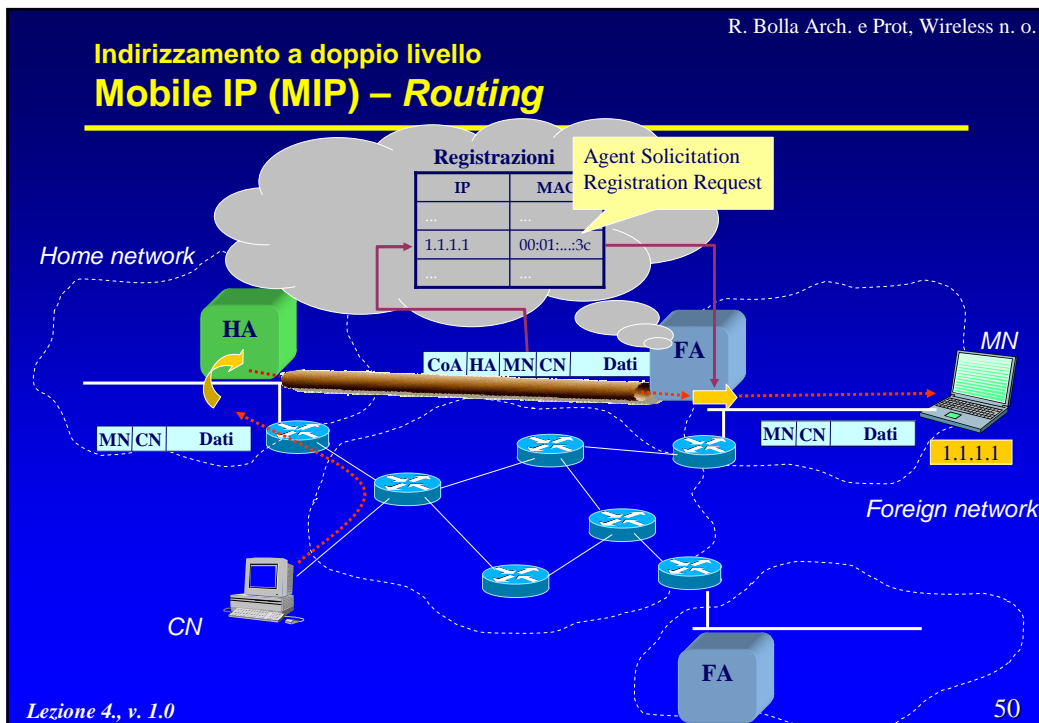 R. Bolla Arch. e Prot, Wireless n. o.
Indirizzamento a doppio livello
Mobile IP (MIP) – Routing
Registrazioni
Agent Solicitation
Registration Request
IP MAC
... ...
1.1.1.1 00:01:...:3c
... ...
Home network
HA
FA
MN
CoA HA MN CN Dati
MN CN Dati
MN CN Dati
1.1.1.1
Foreign network
CN
FA
Lezione 4., v. 1.0
50